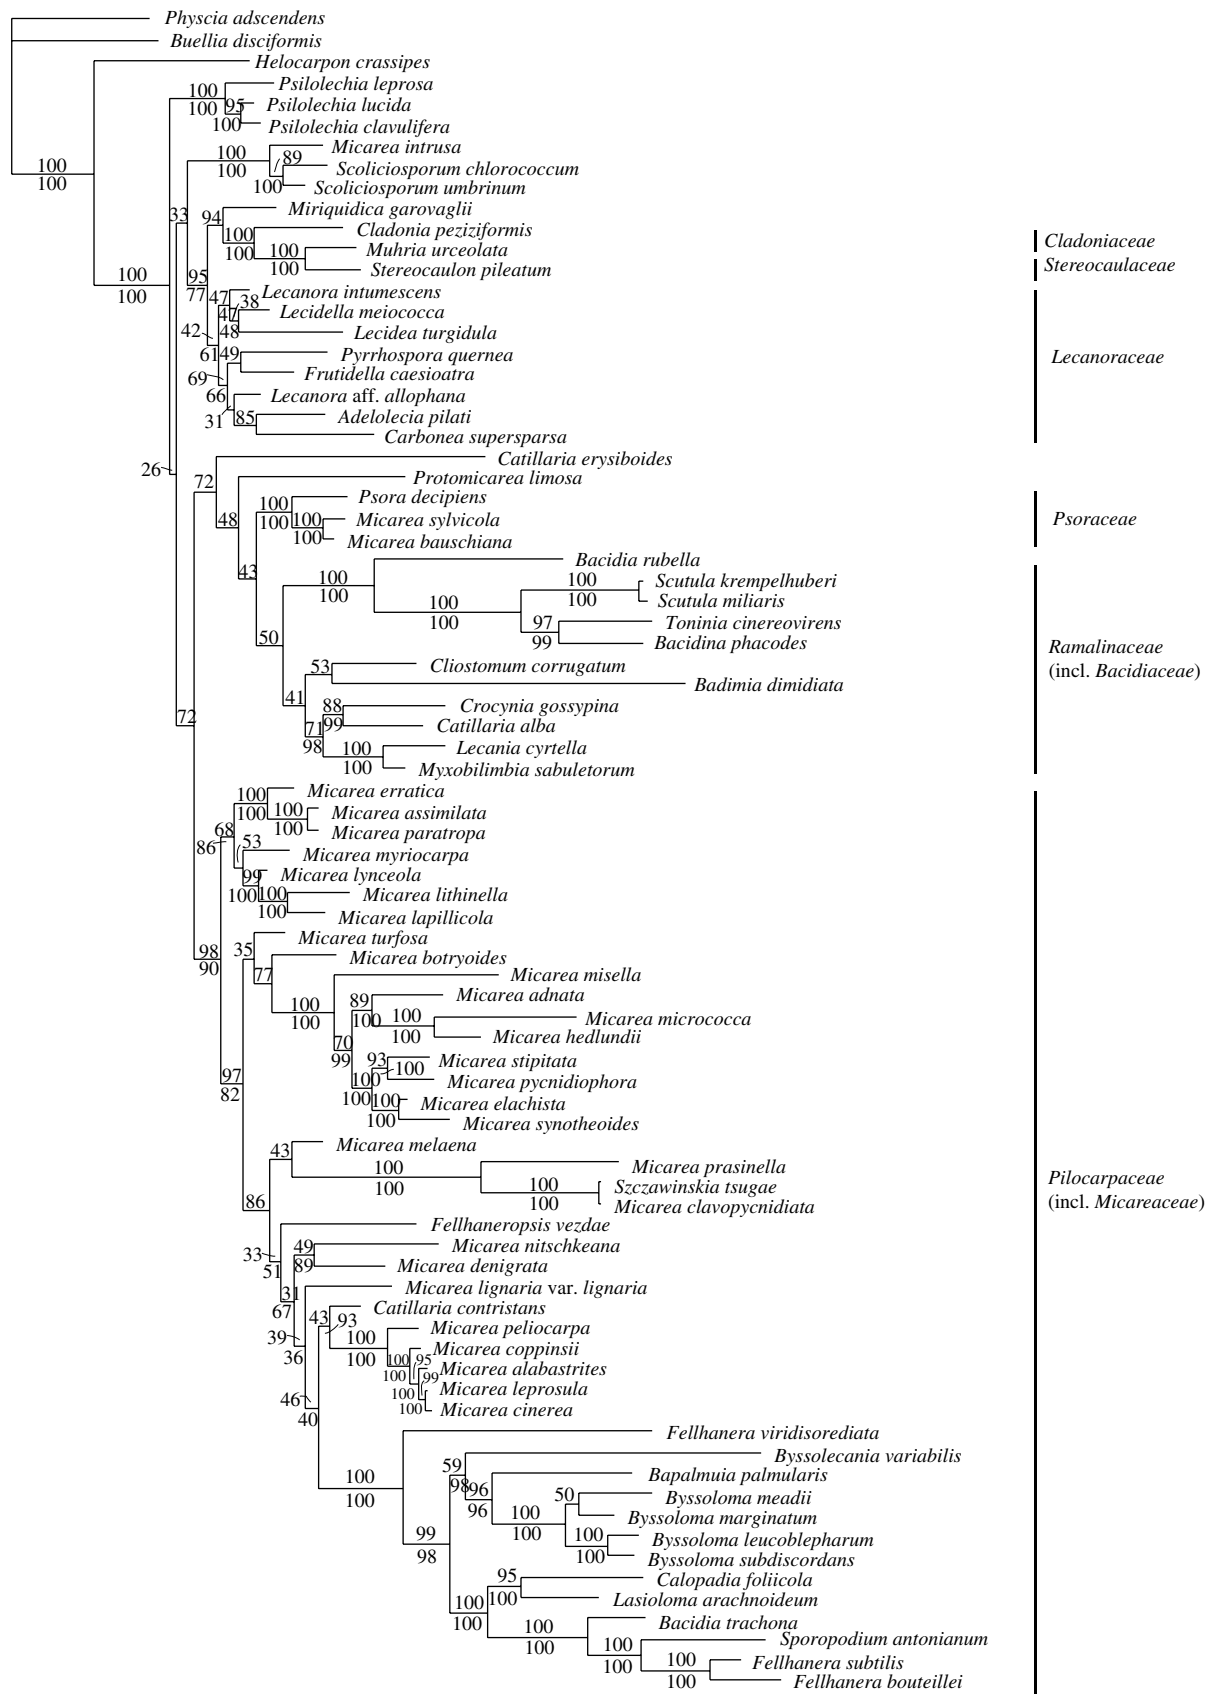 Physcia adscendens
Buellia disciformis
Helocarpon crassipes
100
Psilolechia leprosa
100
95
Psilolechia lucida
100
Psilolechia clavulifera
100
Micarea intrusa
100
89
Scoliciosporum chlorococcum
100
Scoliciosporum umbrinum
100
100
33
94
Miriquidica garovaglii
100
Cladonia peziziformis
Cladoniaceae
100
100
Muhria urceolata
100
Stereocaulon pileatum
Stereocaulaceae
100
100
95
77
47
Lecanora intumescens
38
47
Lecidella meiococca
42
48
Lecidea turgidula
61
49
Pyrrhospora quernea
Lecanoraceae
69
Frutidella caesioatra
66
Lecanora aff. allophana
31
85
Adelolecia pilati
Carbonea supersparsa
26
Catillaria erysiboides
72
Protomicarea limosa
48
100
Psora decipiens
100
100
Micarea sylvicola
Psoraceae
100
Micarea bauschiana
43
Bacidia rubella
100
100
100
Scutula krempelhuberi
100
Scutula miliaris
100
100
97
Toninia cinereovirens
99
Bacidina phacodes
50
Ramalinaceae
(incl. Bacidiaceae)
53
Cliostomum corrugatum
Badimia dimidiata
41
88
Crocynia gossypina
99
Catillaria alba
71
98
100
Lecania cyrtella
100
Myxobilimbia sabuletorum
72
100
Micarea erratica
100
100
Micarea assimilata
100
Micarea paratropa
68
86
53
Micarea myriocarpa
99
Micarea lynceola
100
100
Micarea lithinella
100
Micarea lapillicola
98
90
35
Micarea turfosa
77
Micarea botryoides
100
100
Micarea misella
89
Micarea adnata
100
100
Micarea micrococca
100
Micarea hedlundii
70
99
93
Micarea stipitata
100
100
Micarea pycnidiophora
100
100
Micarea elachista
100
Micarea synotheoides
97
82
43
Micarea melaena
100
100
Micarea prasinella
100
Szczawinskia tsugae
100
Micarea clavopycnidiata
Pilocarpaceae
(incl. Micareaceae)
86
Fellhaneropsis vezdae
33
51
49
Micarea nitschkeana
89
Micarea denigrata
31
67
Micarea lignaria var. lignaria
39
36
43
Catillaria contristans
93
100
100
Micarea peliocarpa
100
Micarea coppinsii
100
95
Micarea alabastrites
100
99
Micarea leprosula
100
Micarea cinerea
46
40
Fellhanera viridisorediata
100
100
59
Byssolecania variabilis
98
96
Bapalmuia palmularis
96
50
Byssoloma meadii
100
100
Byssoloma marginatum
100
Byssoloma leucoblepharum
100
Byssoloma subdiscordans
99
98
95
Calopadia foliicola
100
Lasioloma arachnoideum
100
100
100
Bacidia trachona
100
100
Sporopodium antonianum
100
100
Fellhanera subtilis
100
Fellhanera bouteillei